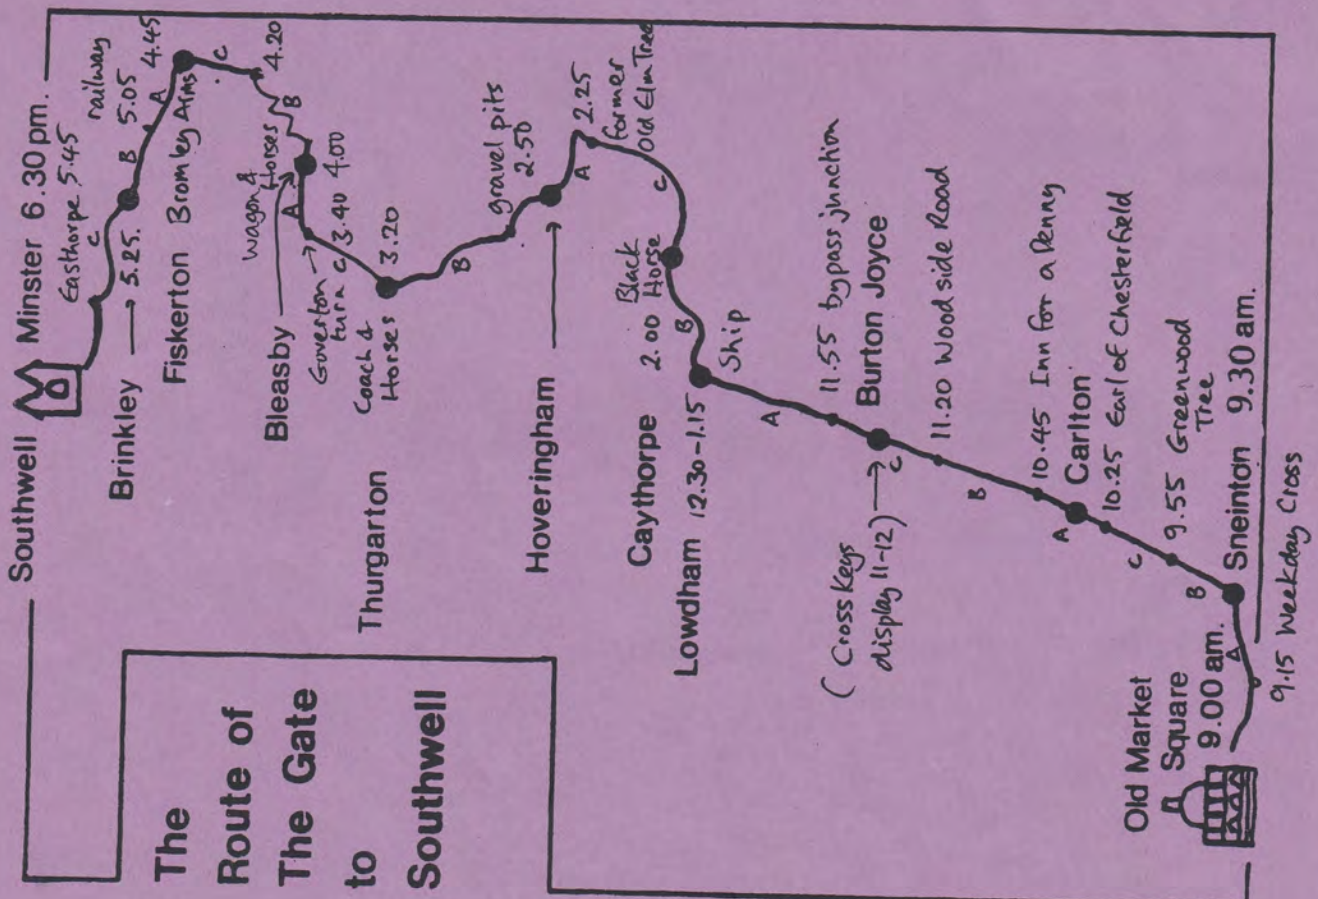 Southwell
Minster 6.30pm.
Easthorpe 5.45
C
Brinkley → 5.25.
B
railway
5.05
A
Fiskerton Bromley Arms
4.45
C
4.20
B
Wagon &
Horses
Bleasby
4.00
A
Goverton →
turn
3.40
C
Coach &
Horses
3.20
Thurgarton
B
gravel pits
2.50
Hoveringham
A
2.25
former
Old Elm Tree
C
Caythorpe
2.00 Black
Horse
B
Lowdham 12.30-1.15
Ship
A
11.55 bypass junction
Burton Joyce
(Cross Keys
display 11-12) →
C
11.20 Woodside Road
B
10.45 Inn for a Penny
Carlton
A
10.25 Earl of Chesterfield
C
9.55 Greenwood
Tree
B
Sneinton 9.30am.
A
9.15 Weekday Cross
Old Market
Square
9.00 am.
The
Route of
The Gate
to
Southwell